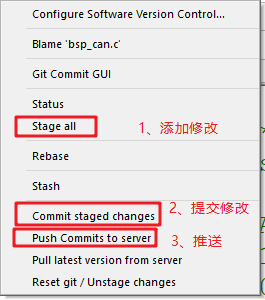 Configure Software Version Control...
Blame `bsp_can.c'
Git Commit GUI
Status
Stage all
1、添加修改
Rebase
Stash
Commit staged changes
2、提交修改
Push Commits to server
3、推送
Pull latest version from server
Reset git / Unstage changes